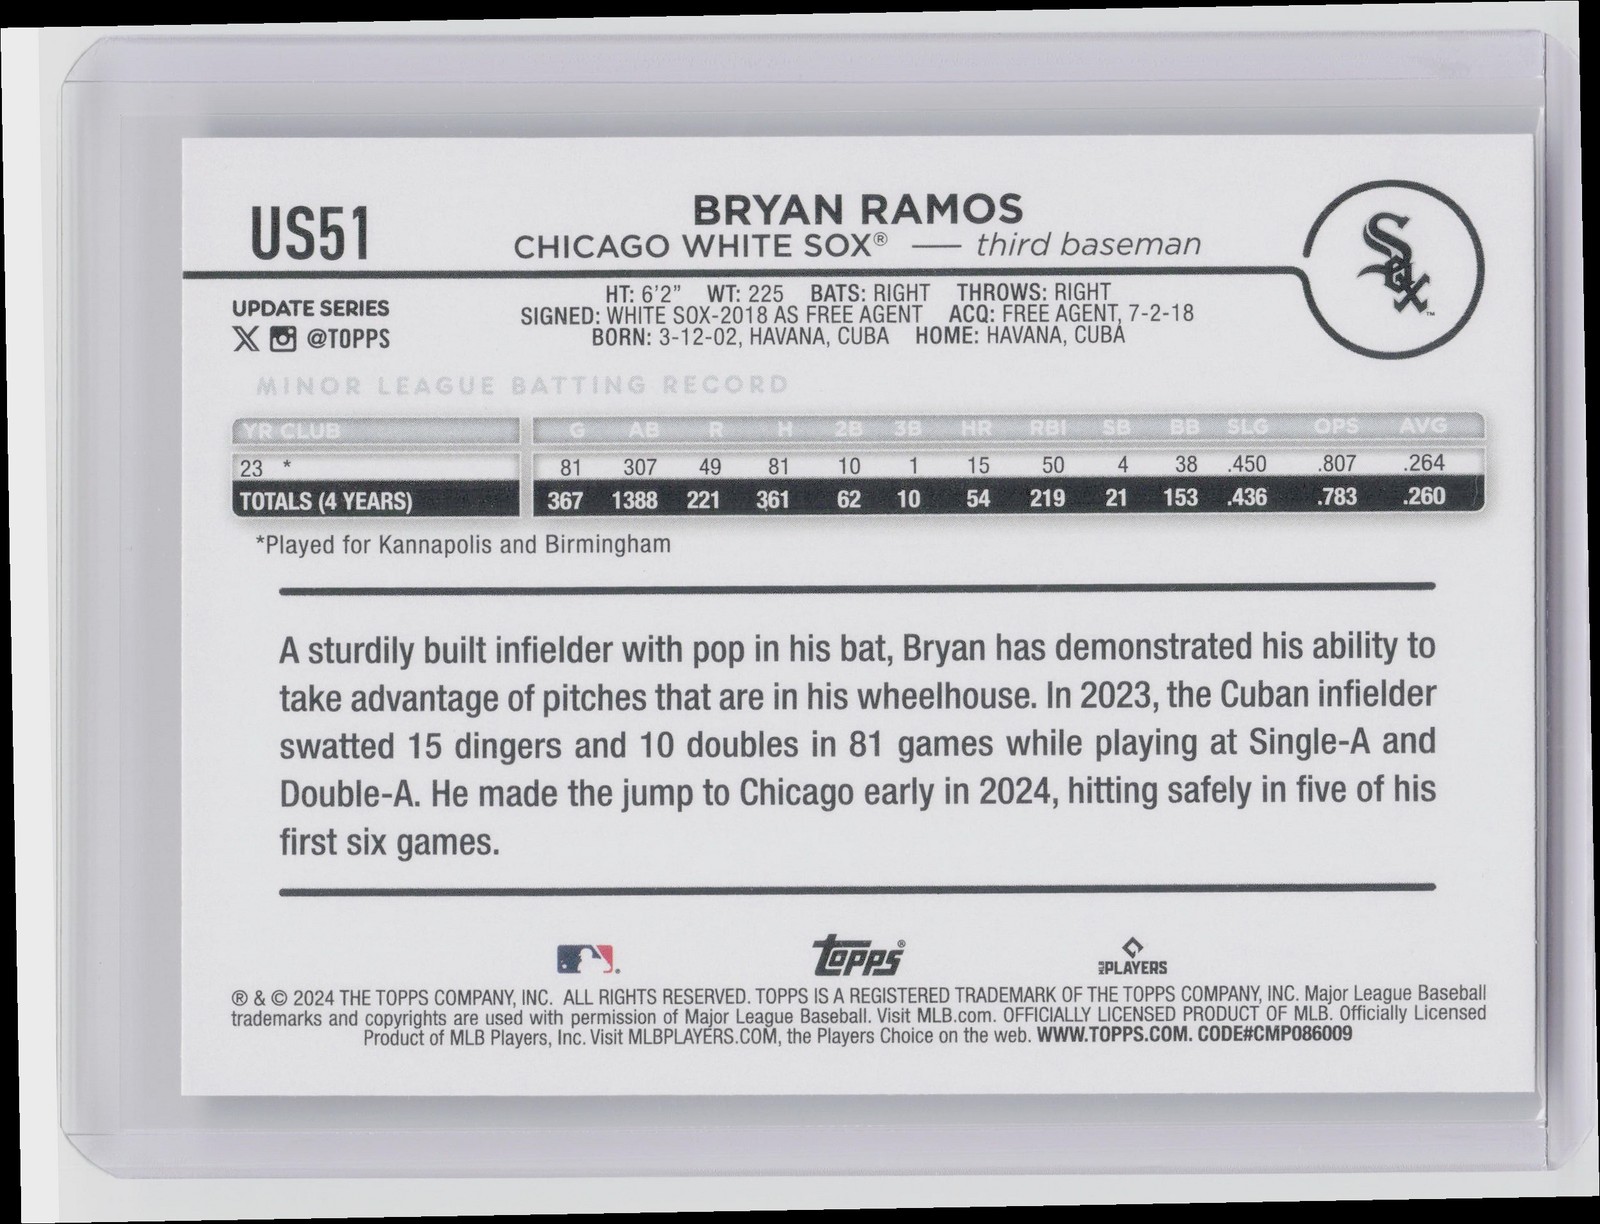 US51
BRYAN RAMOS
CHICAGO WHITE SOX® — third baseman
Sox™
UPDATE SERIES
X @TOPPS
HT: 6'2" WT: 225 BATS: RIGHT THROWS: RIGHT
SIGNED: WHITE SOX-2018 AS FREE AGENT ACQ: FREE AGENT, 7-2-18
BORN: 3-12-02, HAVANA, CUBA HOME: HAVANA, CUBA
MINOR LEAGUE BATTING RECORD
YR CLUB G AB R H 2B 3B HR RBI SB BB SLG OPS AVG
23 * 81 307 49 81 10 1 15 50 4 38 .450 .807 .264
TOTALS (4 YEARS) 367 1388 221 361 62 10 54 219 21 153 .436 .783 .260
*Played for Kannapolis and Birmingham
A sturdily built infielder with pop in his bat, Bryan has demonstrated his ability to
take advantage of pitches that are in his wheelhouse. In 2023, the Cuban infielder
swatted 15 dingers and 10 doubles in 81 games while playing at Single-A and
Double-A. He made the jump to Chicago early in 2024, hitting safely in five of his
first six games.
Topps®
MLB PLAYERS
® & © 2024 THE TOPPS COMPANY, INC. ALL RIGHTS RESERVED. TOPPS IS A REGISTERED TRADEMARK OF THE TOPPS COMPANY, INC. Major League Baseball
trademarks and copyrights are used with permission of Major League Baseball. Visit MLB.com. OFFICIALLY LICENSED PRODUCT OF MLB. Officially Licensed
Product of MLB Players, Inc. Visit MLBPLAYERS.COM, the Players Choice on the web. WWW.TOPPS.COM. CODE#CMP086009